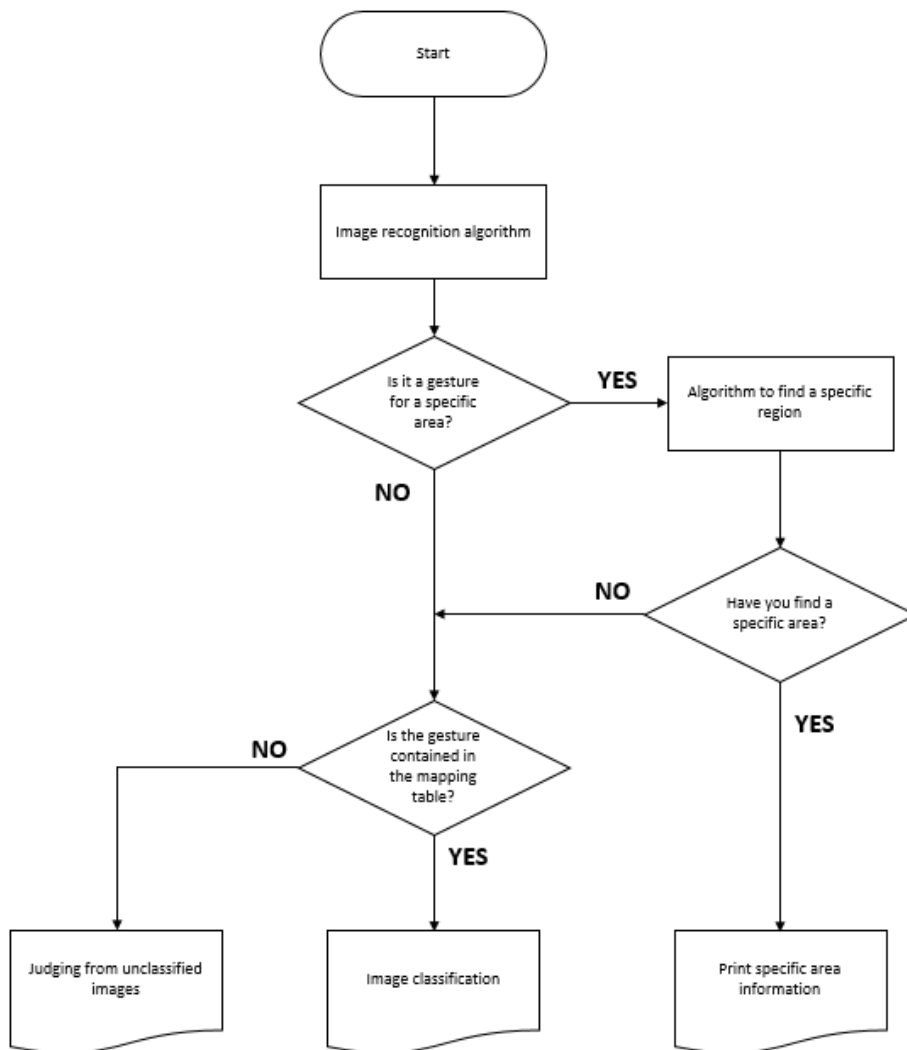 Start
Image recognition algorithm
Is it a gesture
for a specific
area?
YES
Algorithm to find a specific
region
NO
NO
Have you find a
specific area?
YES
NO
Is the gesture
contained in
the mapping
table?
YES
Judging from unclassified
images
Image classification
Print specific area
information